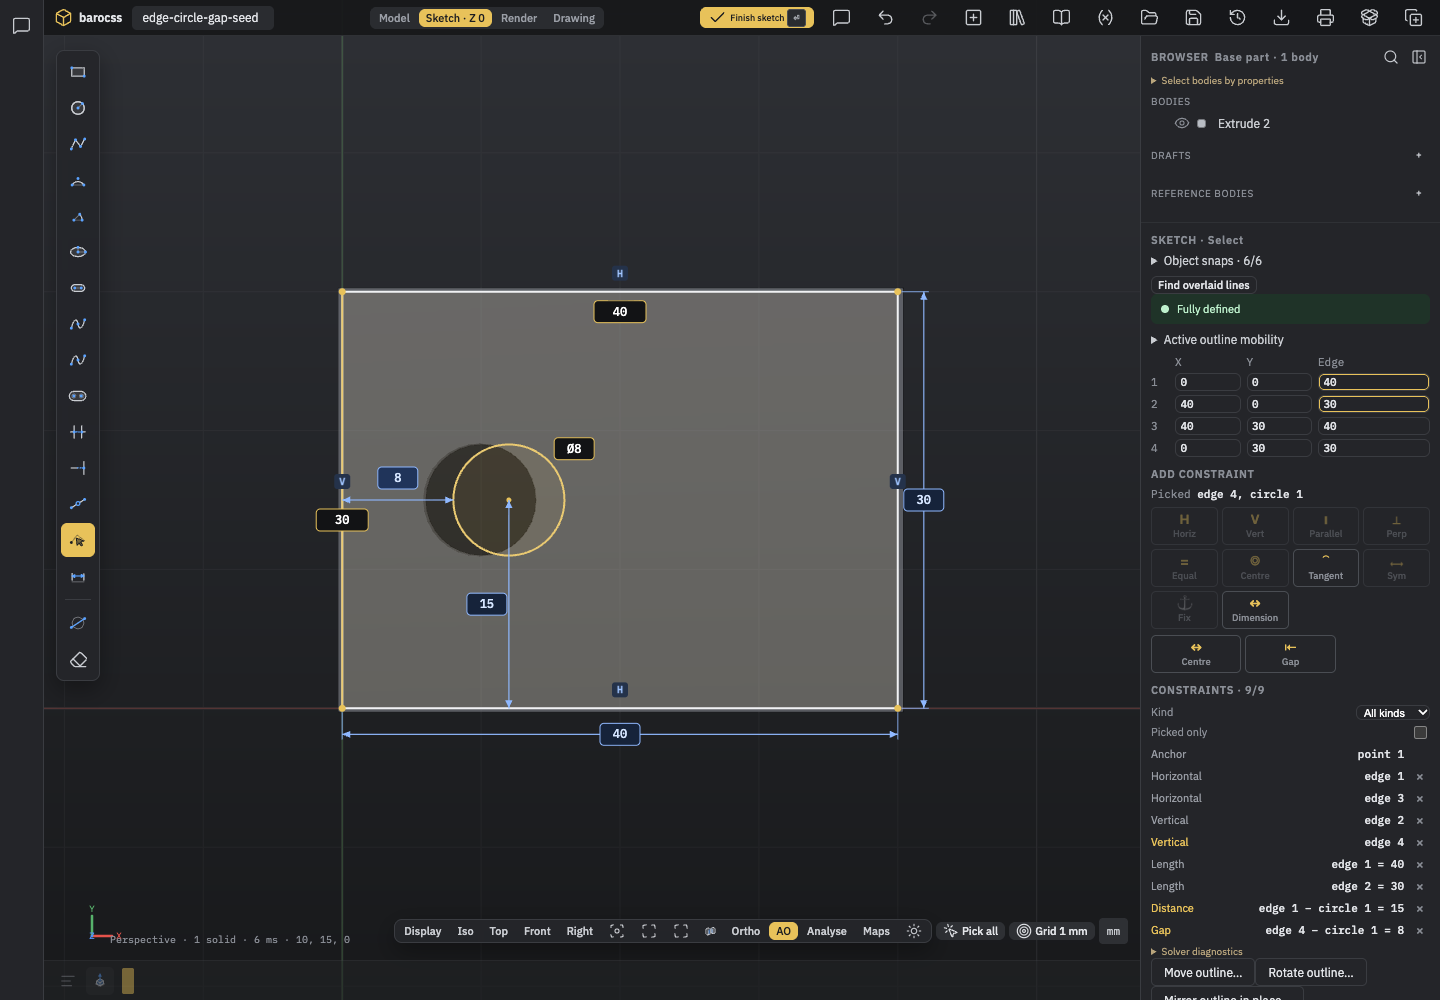 barocss
edge-circle-gap-seed
Model
Sketch · Z 0
Render
Drawing
Finish sketch
BROWSER Base part · 1 body
Select bodies by properties
BODIES
Extrude 2
DRAFTS
REFERENCE BODIES
SKETCH · Select
Object snaps · 6/6
Find overlaid lines
Fully defined
Active outline mobility
X Y Edge
1 0 0 40
2 40 0 30
3 40 30 40
4 0 30 30
ADD CONSTRAINT
Picked edge 4, circle 1
Horiz
Vert
Parallel
Perp
Equal
Centre
Tangent
Sym
Fix
Dimension
Centre
Gap
CONSTRAINTS · 9/9
Kind All kinds
Picked only
Anchor point 1
Horizontal edge 1 ×
Horizontal edge 3 ×
Vertical edge 2 ×
Vertical edge 4 ×
Length edge 1 = 40 ×
Length edge 2 = 30 ×
Distance edge 1 – circle 1 = 15 ×
Gap edge 4 – circle 1 = 8 ×
Solver diagnostics
Move outline...
Rotate outline...
Mirror outline in place
H
40
Ø8
8
V
V
30
30
15
H
40
Y
X
Z
Perspective · 1 solid · 6 ms · 10, 15, 0
Display
Iso
Top
Front
Right
Ortho
AO
Analyse
Maps
Pick all
Grid 1 mm
mm